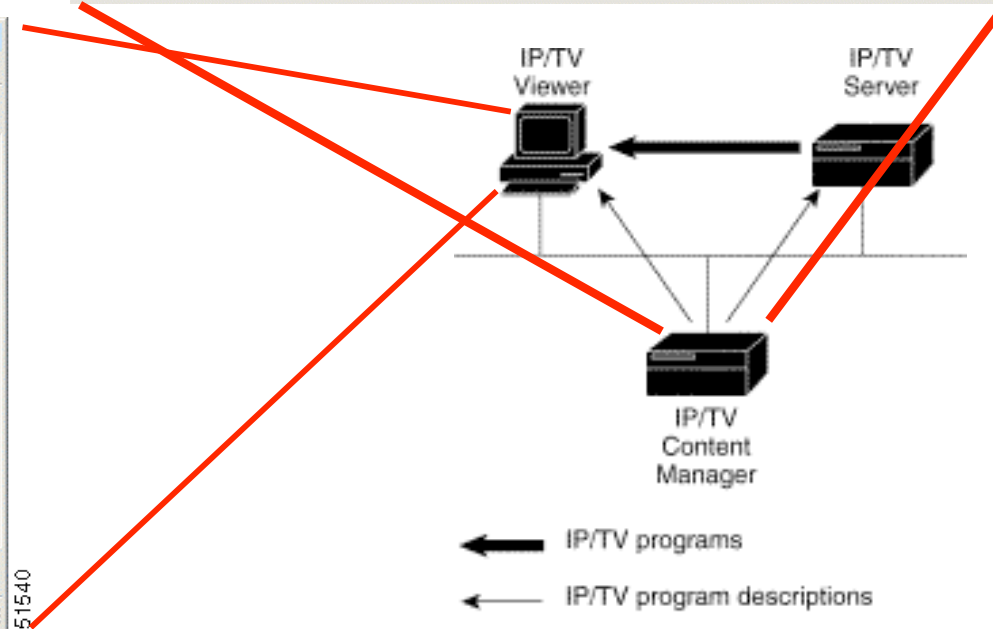 IP/TV
Viewer
IP/TV
Server
IP/TV
Content
Manager
IP/TV programs
IP/TV program descriptions
51540